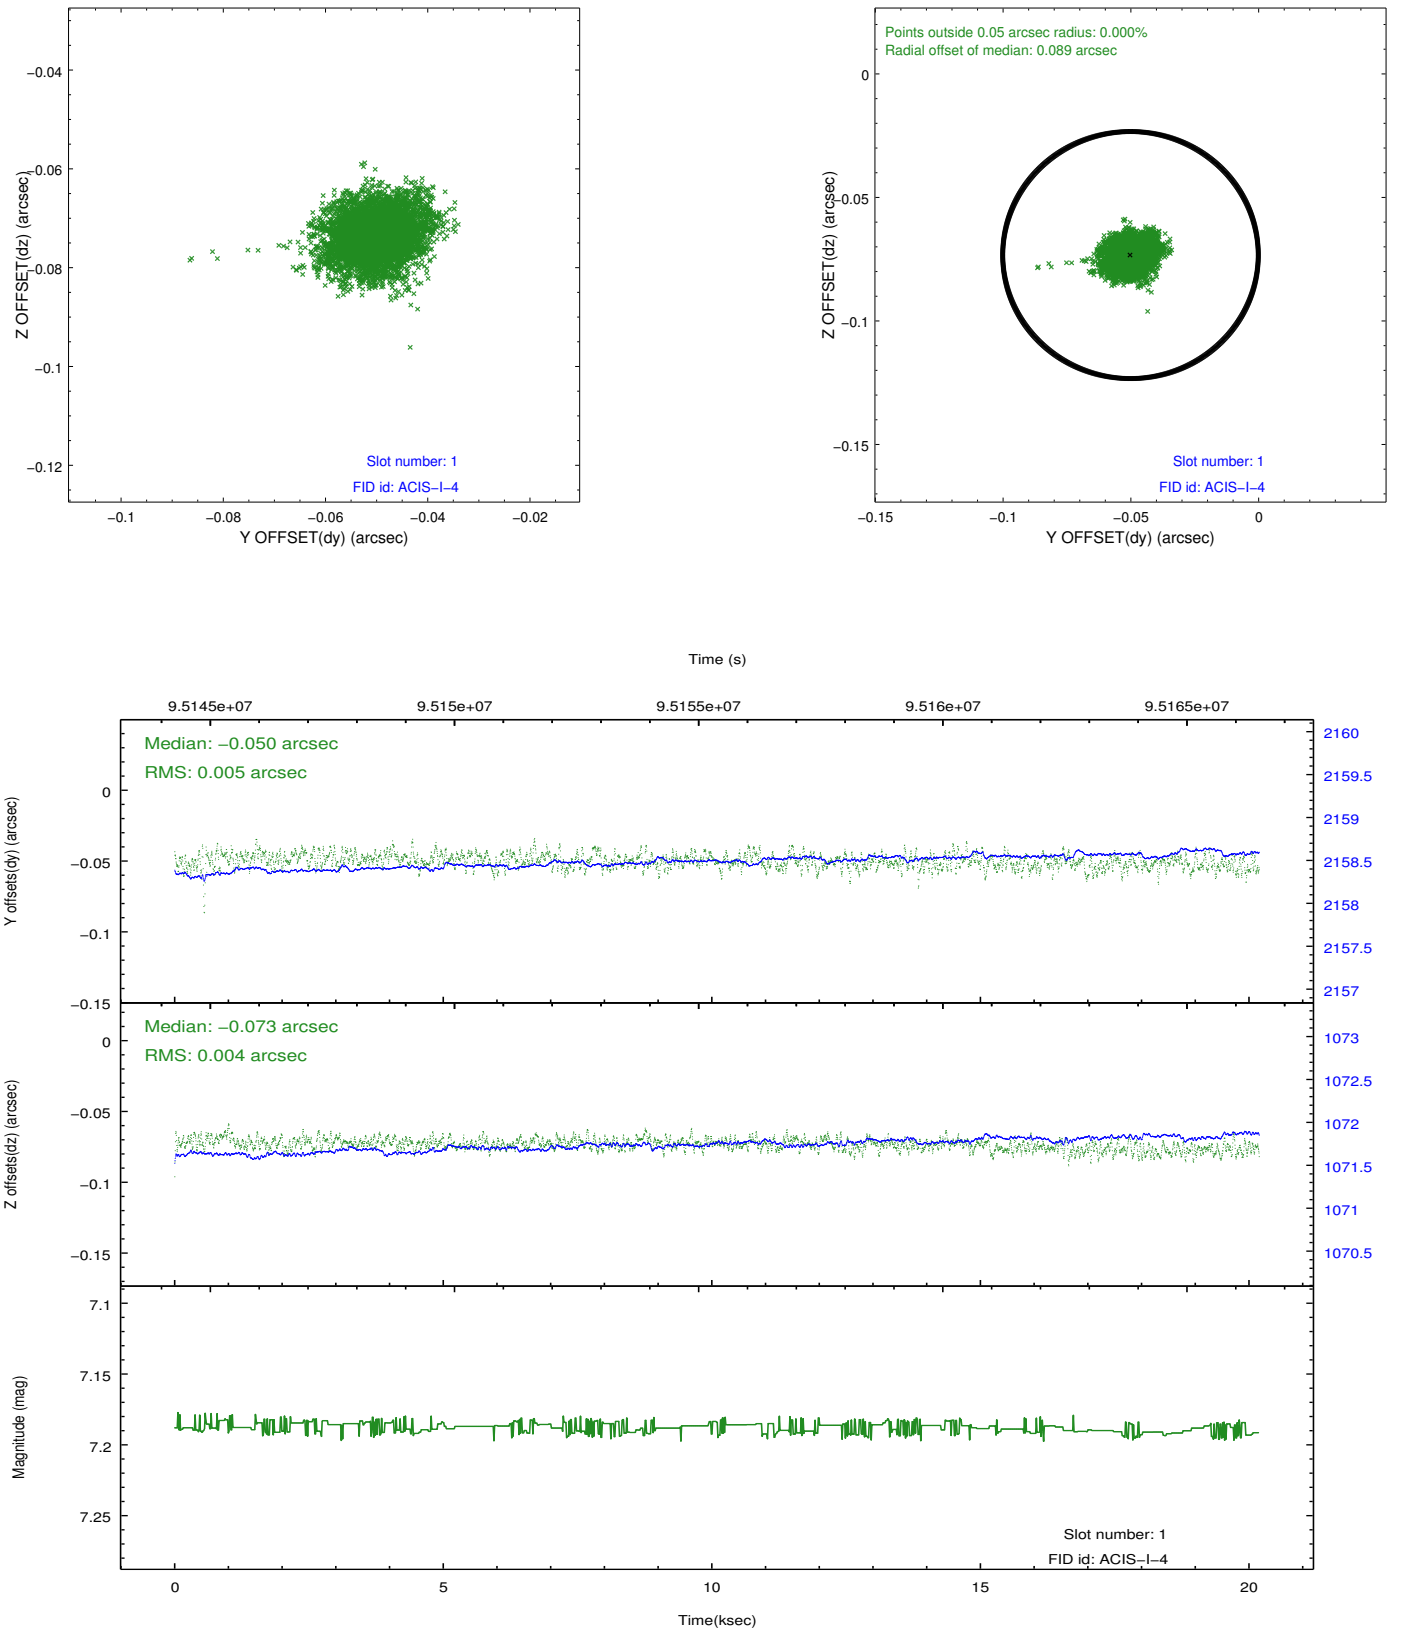 −0.04
−0.06
−0.08
−0.1
−0.12
Z OFFSET(dz) (arcsec)
Slot number: 1
FID id: ACIS−I−4
−0.1 −0.08 −0.06 −0.04 −0.02
Y OFFSET(dy) (arcsec)
Points outside 0.05 arcsec radius: 0.000%
Radial offset of median: 0.089 arcsec
0
−0.05
−0.1
−0.15
Z OFFSET(dz) (arcsec)
Slot number: 1
FID id: ACIS−I−4
−0.15 −0.1 −0.05 0
Y OFFSET(dy) (arcsec)
Time (s)
9.5145e+07 9.515e+07 9.5155e+07 9.516e+07 9.5165e+07
Median: −0.050 arcsec
RMS: 0.005 arcsec
0
−0.05
−0.1
−0.15
Y offsets(dy) (arcsec)
2160
2159.5
2159
2158.5
2158
2157.5
2157
Median: −0.073 arcsec
RMS: 0.004 arcsec
0
−0.05
−0.1
−0.15
Z offsets(dz) (arcsec)
1073
1072.5
1072
1071.5
1071
1070.5
7.1
7.15
7.2
7.25
Magnitude (mag)
Slot number: 1
FID id: ACIS−I−4
0 5 10 15 20
Time(ksec)